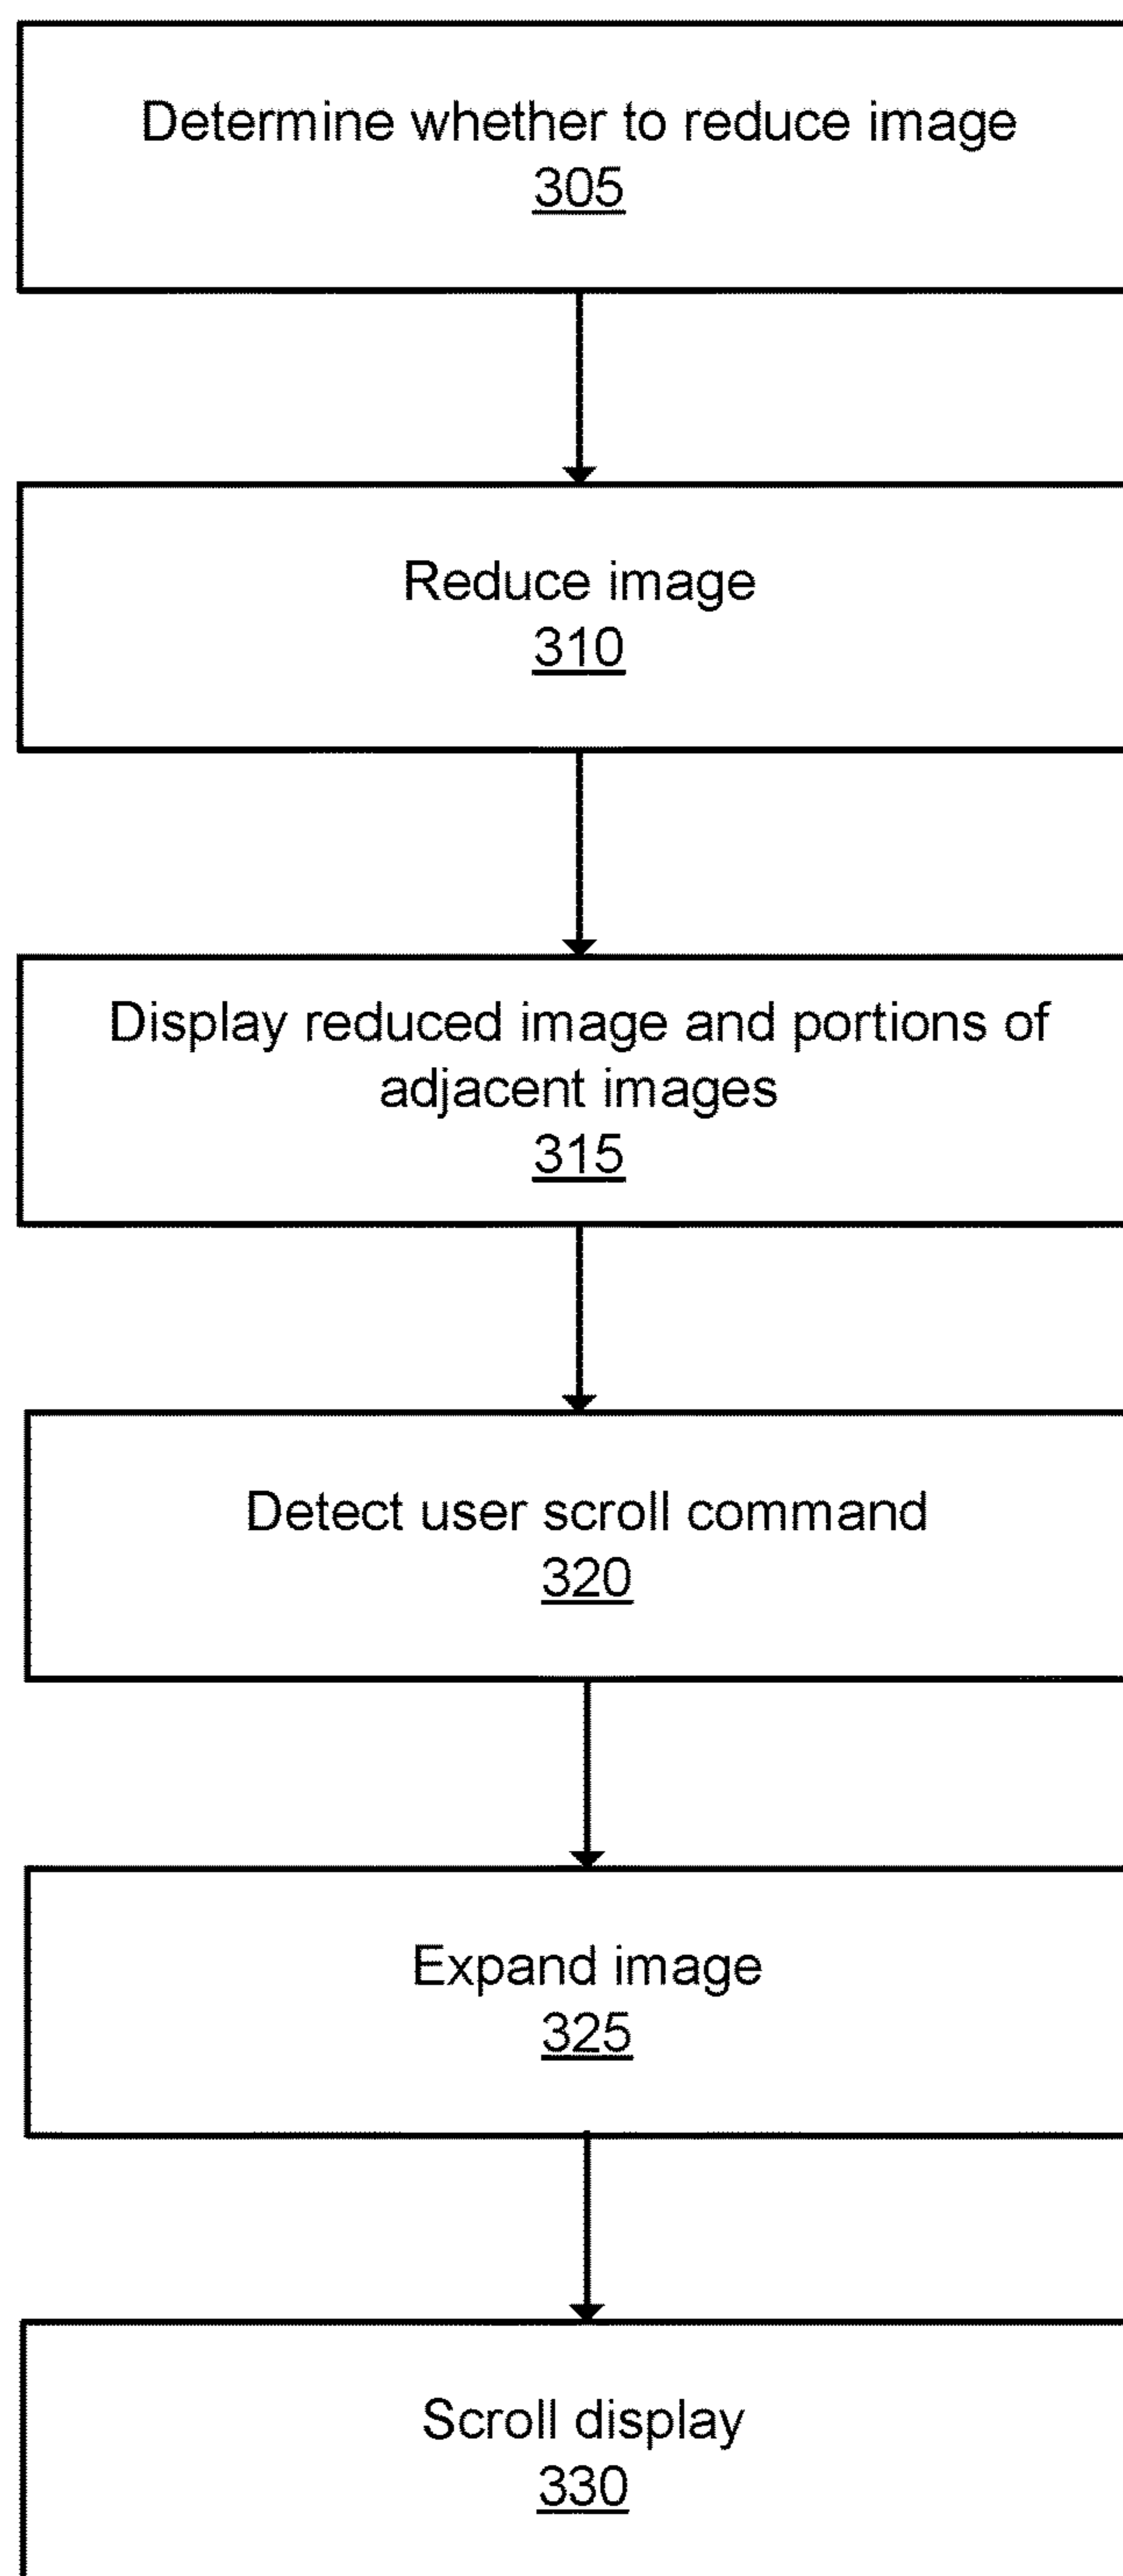 Determine whether to reduce image
305
Reduce image
310
Display reduced image and portions of
adjacent images
315
Detect user scroll command
320
Expand image
325
Scroll display
330